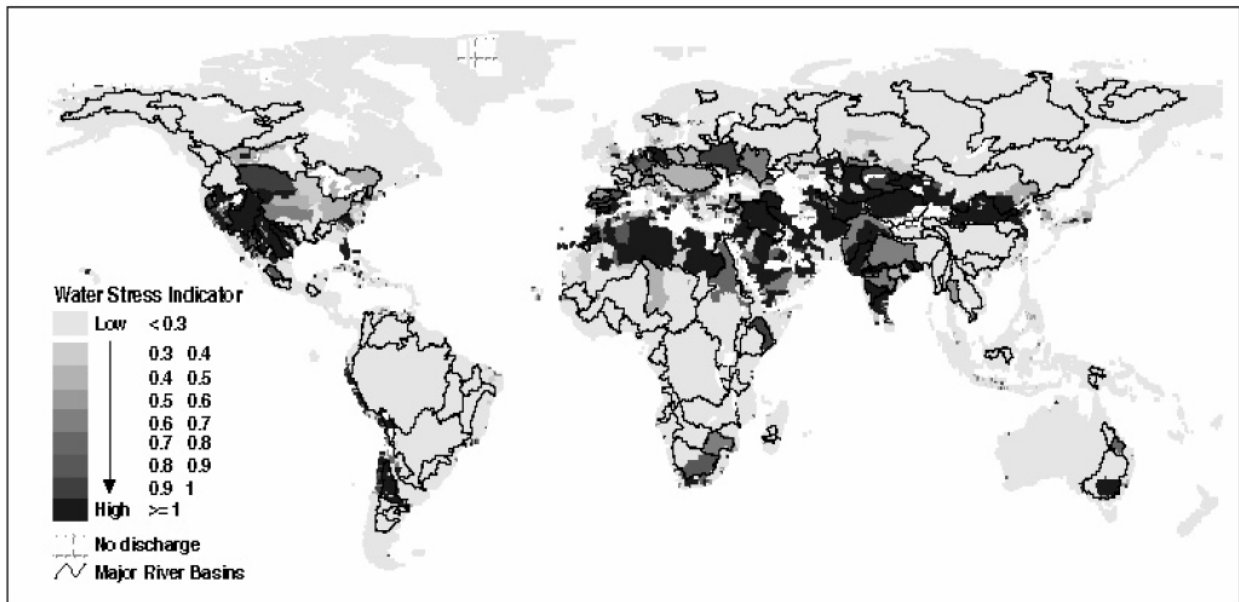 Water Stress Indicator
Low < 0.3
0.3 0.4
0.4 0.5
0.5 0.6
0.6 0.7
0.7 0.8
0.8 0.9
0.9 1
High >= 1
No discharge
Major River Basins